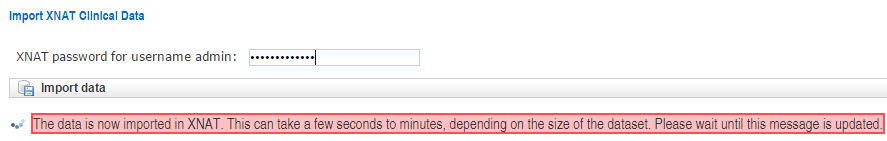 Import XNAT Clinical Data
XNAT password for username admin: •••••••••••••
Import data
The data is now imported in XNAT. This can take a few seconds to minutes, depending on the size of the dataset. Please wait until this message is updated.